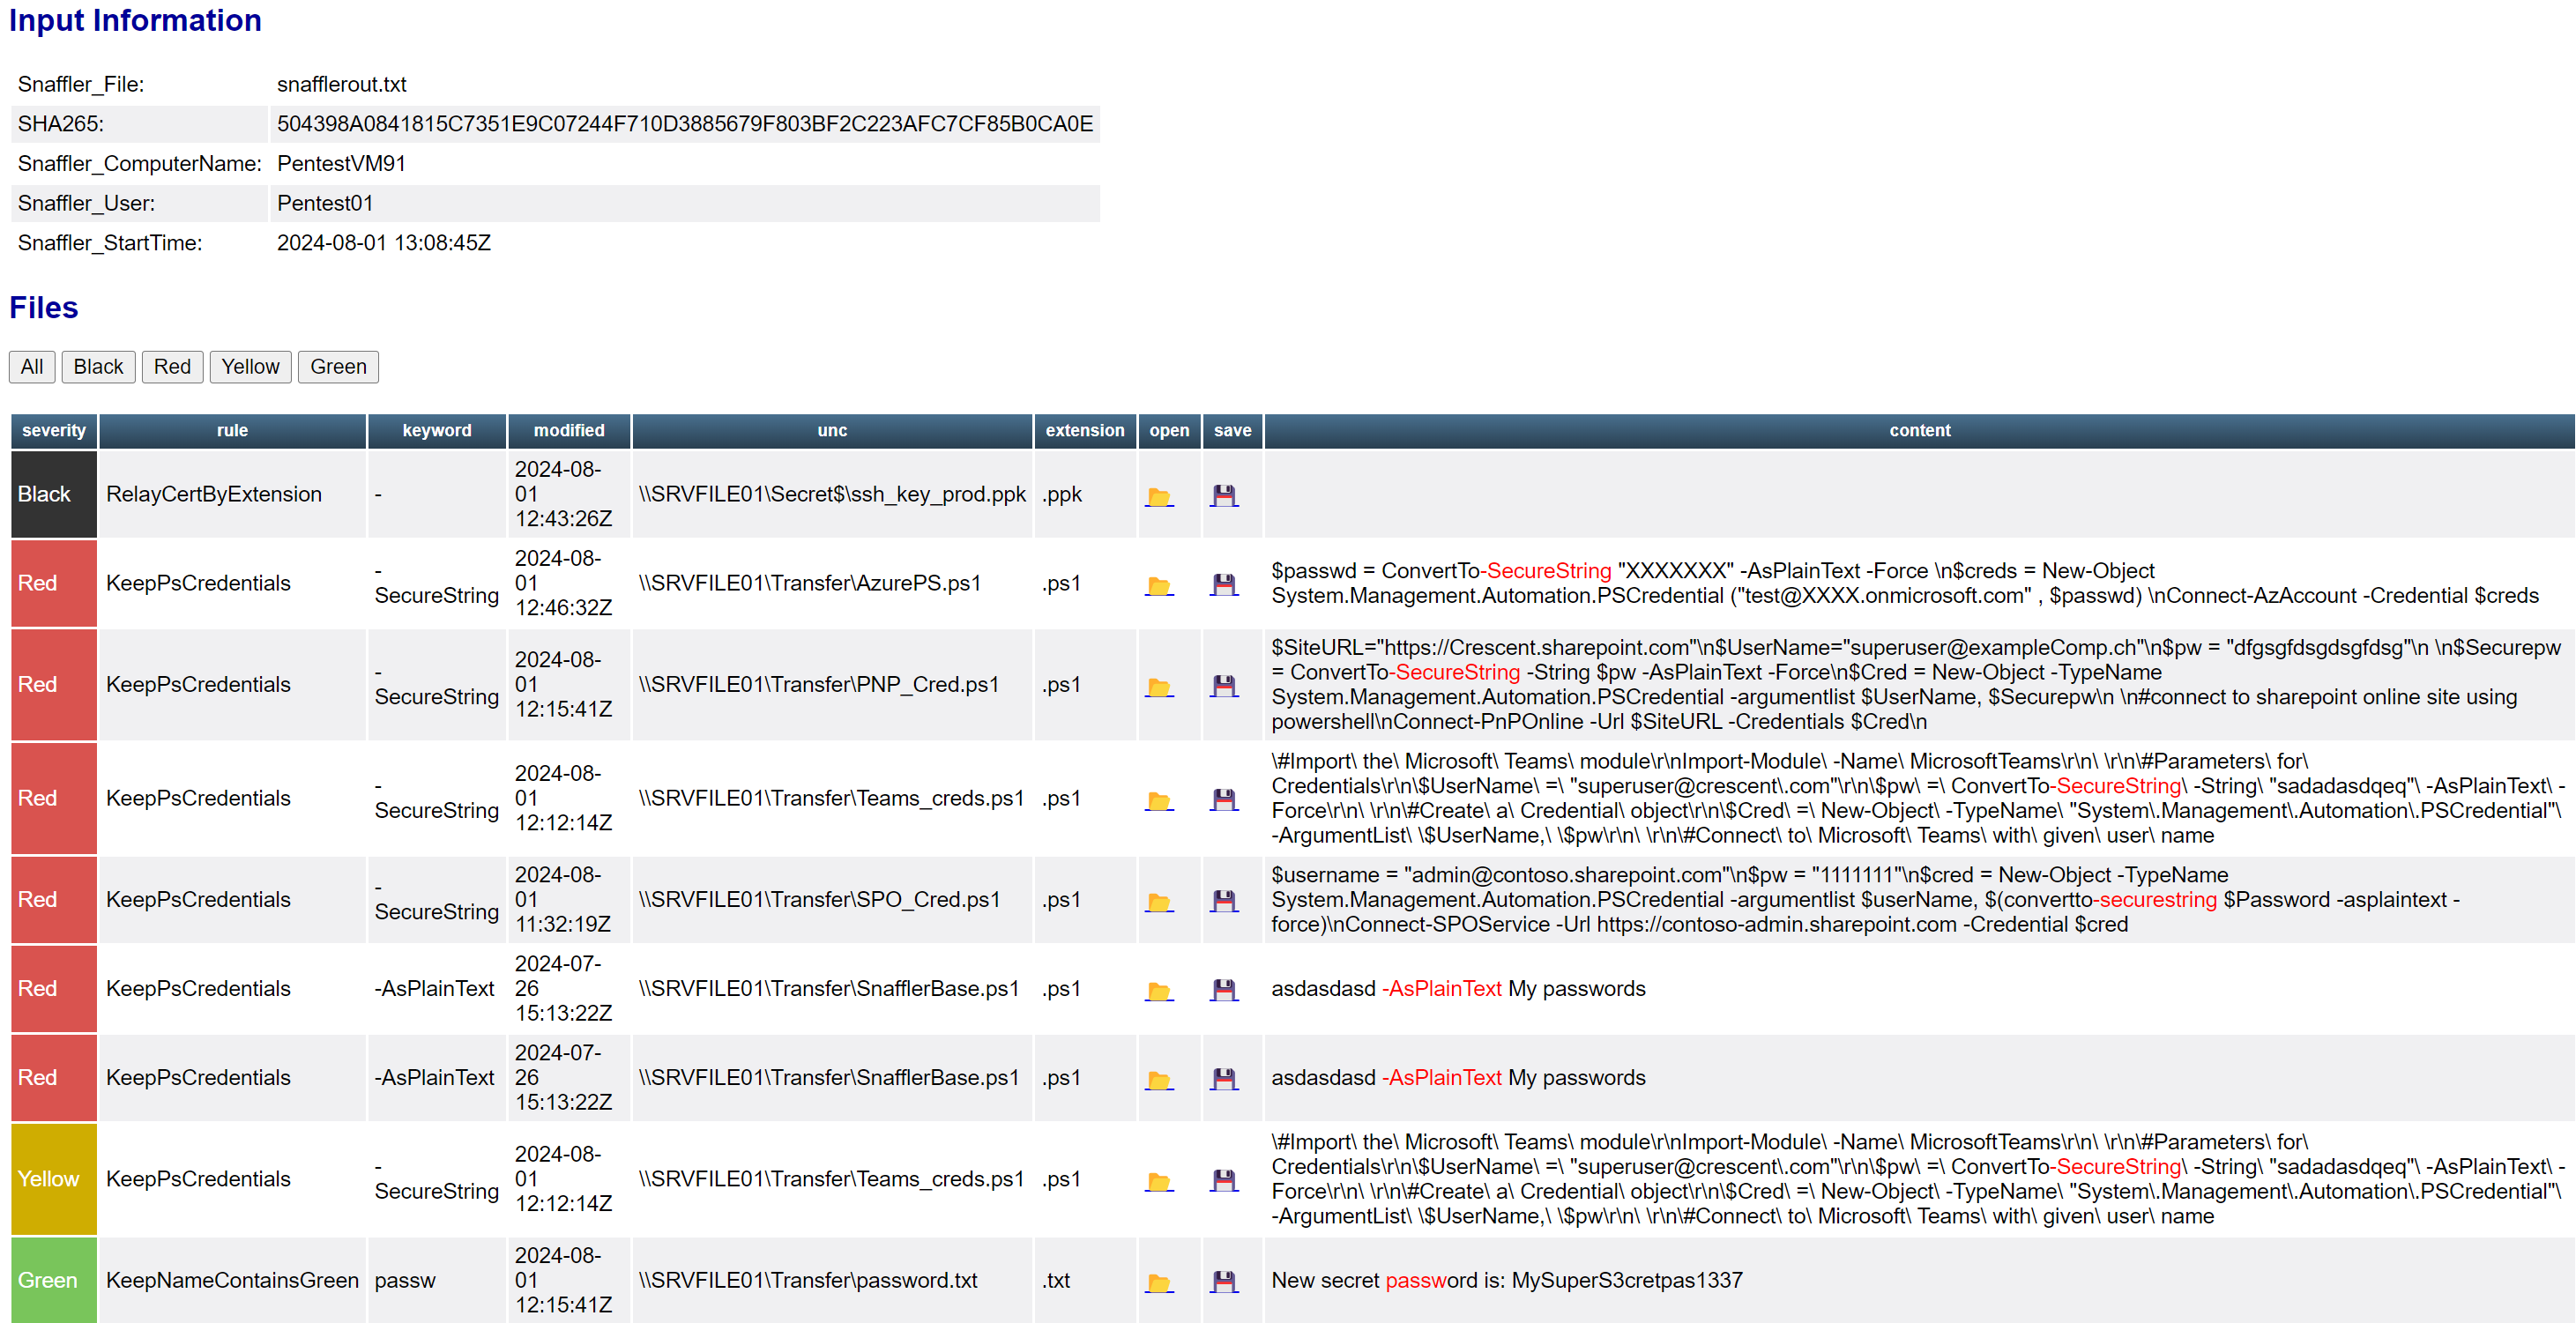 Input Information
Snaffler_File: snafflerout.txt
SHA265: 504398A0841815C7351E9C07244F710D3885679F803BF2C223AFC7CF85B0CA0E
Snaffler_ComputerName: PentestVM91
Snaffler_User: Pentest01
Snaffler_StartTime: 2024-08-01 13:08:45Z
Files
All Black Red Yellow Green
severity rule keyword modified unc extension open save content
Black RelayCertByExtension - 2024-08-
01
12:43:26Z \\SRVFILE01\Secret$\ssh_key_prod.ppk .ppk
Red KeepPsCredentials -
SecureString 2024-08-
01
12:46:32Z \\SRVFILE01\Transfer\AzurePS.ps1 .ps1 $passwd = ConvertTo-SecureString "XXXXXXX" -AsPlainText -Force \n$creds = New-Object
System.Management.Automation.PSCredential ("test@XXXX.onmicrosoft.com" , $passwd) \nConnect-AzAccount -Credential $creds
Red KeepPsCredentials -
SecureString 2024-08-
01
12:15:41Z \\SRVFILE01\Transfer\PNP_Cred.ps1 .ps1 $SiteURL="https://Crescent.sharepoint.com"\n$UserName="superuser@exampleComp.ch"\n$pw = "dfgsgfdsgdsgfdsg"\n \n$Securepw
= ConvertTo-SecureString -String $pw -AsPlainText -Force\n$Cred = New-Object -TypeName
System.Management.Automation.PSCredential -argumentlist $UserName, $Securepw\n \n#connect to sharepoint online site using
powershell\nConnect-PnPOnline -Url $SiteURL -Credentials $Cred\n
Red KeepPsCredentials -
SecureString 2024-08-
01
12:12:14Z \\SRVFILE01\Transfer\Teams_creds.ps1 .ps1 \#Import\ the\ Microsoft\ Teams\ module\r\nImport-Module\ -Name\ MicrosoftTeams\r\n\ \r\n\#Parameters\ for\
Credentials\r\n\$UserName\ =\ "superuser@crescent\.com"\r\n\$pw\ =\ ConvertTo-SecureString\ -String\ "sadadasdqeq"\ -AsPlainText\ -
Force\r\n\ \r\n\#Create\ a\ Credential\ object\r\n\$Cred\ =\ New-Object\ -TypeName\ "System\.Management\.Automation\.PSCredential"\
-ArgumentList\ \$UserName,\ \$pw\r\n\ \r\n\#Connect\ to\ Microsoft\ Teams\ with\ given\ user\ name
Red KeepPsCredentials -
SecureString 2024-08-
01
11:32:19Z \\SRVFILE01\Transfer\SPO_Cred.ps1 .ps1 $username = "admin@contoso.sharepoint.com"\n$pw = "1111111"\n$cred = New-Object -TypeName
System.Management.Automation.PSCredential -argumentlist $userName, $(convertto-securestring $Password -asplaintext -
force)\nConnect-SPOService -Url https://contoso-admin.sharepoint.com -Credential $cred
Red KeepPsCredentials -AsPlainText 2024-07-
26
15:13:22Z \\SRVFILE01\Transfer\SnafflerBase.ps1 .ps1 asdasdasd -AsPlainText My passwords
Red KeepPsCredentials -AsPlainText 2024-07-
26
15:13:22Z \\SRVFILE01\Transfer\SnafflerBase.ps1 .ps1 asdasdasd -AsPlainText My passwords
Yellow KeepPsCredentials -
SecureString 2024-08-
01
12:12:14Z \\SRVFILE01\Transfer\Teams_creds.ps1 .ps1 \#Import\ the\ Microsoft\ Teams\ module\r\nImport-Module\ -Name\ MicrosoftTeams\r\n\ \r\n\#Parameters\ for\
Credentials\r\n\$UserName\ =\ "superuser@crescent\.com"\r\n\$pw\ =\ ConvertTo-SecureString\ -String\ "sadadasdqeq"\ -AsPlainText\ -
Force\r\n\ \r\n\#Create\ a\ Credential\ object\r\n\$Cred\ =\ New-Object\ -TypeName\ "System\.Management\.Automation\.PSCredential"\
-ArgumentList\ \$UserName,\ \$pw\r\n\ \r\n\#Connect\ to\ Microsoft\ Teams\ with\ given\ user\ name
Green KeepNameContainsGreen passw 2024-08-
01
12:15:41Z \\SRVFILE01\Transfer\password.txt .txt New secret password is: MySuperS3cretpas1337